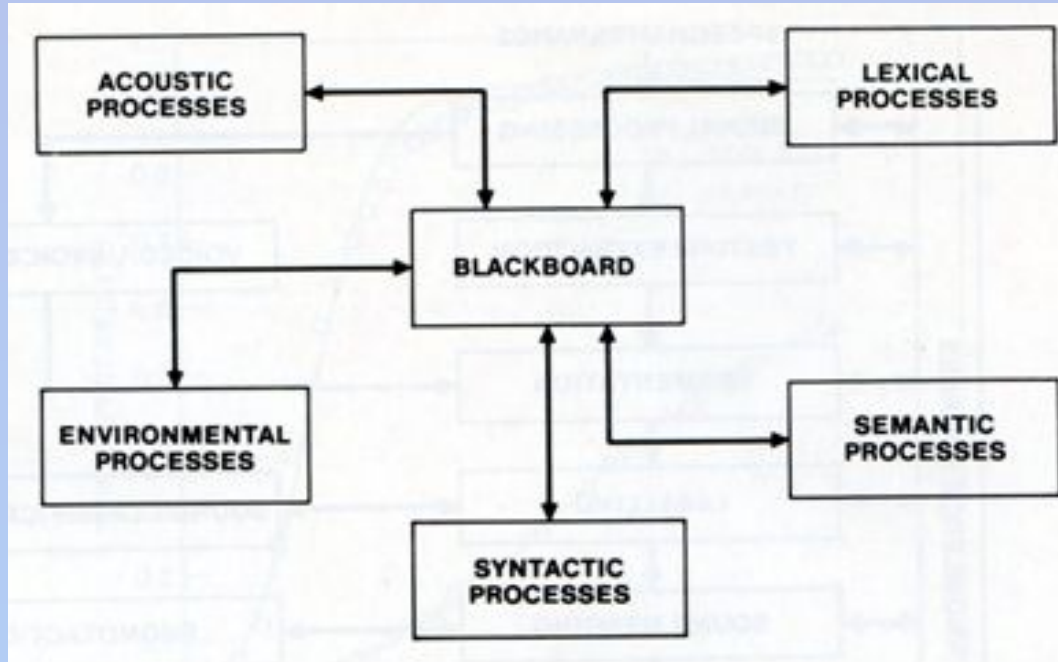 ACOUSTIC
PROCESSES
LEXICAL
PROCESSES
BLACKBOARD
ENVIRONMENTAL
PROCESSES
SEMANTIC
PROCESSES
SYNTACTIC
PROCESSES